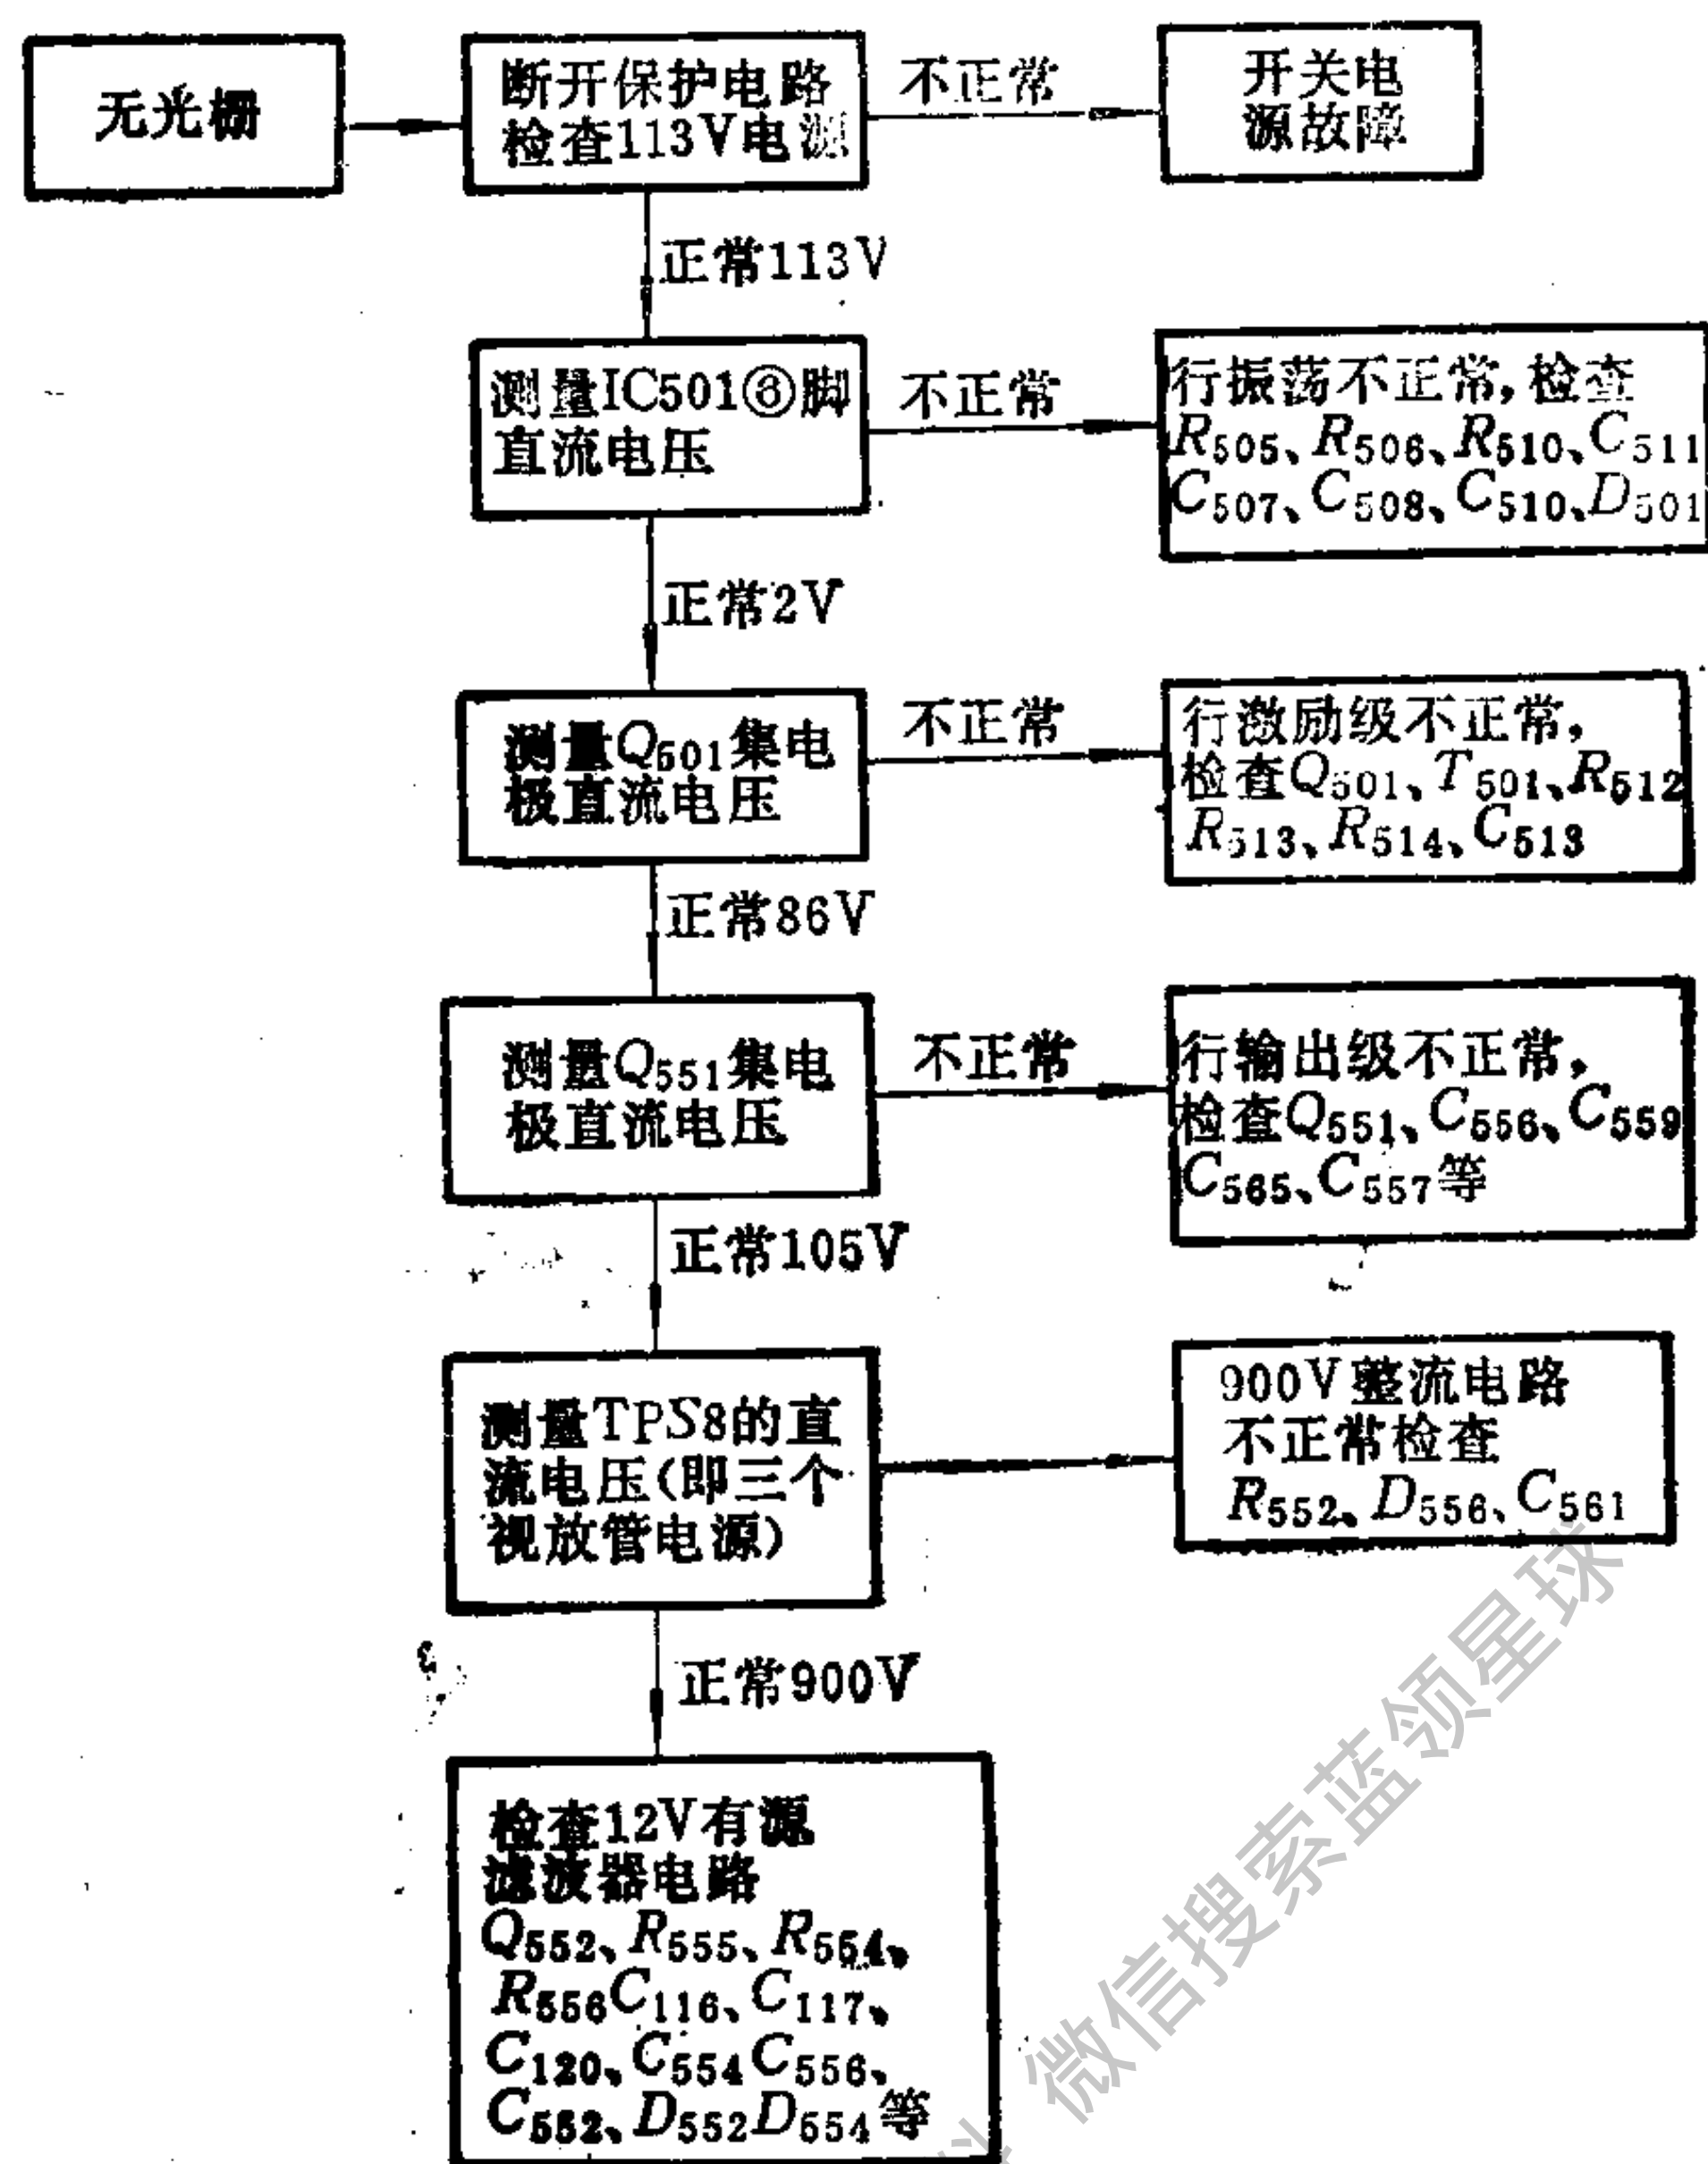 无光栅
断开保护电路
检查113V电源
不正常
开关电
源故障
正常113V
测量IC501⑥脚
直流电压
不正常
行振荡不正常,检查
R505、R506、R510、C511
C507、C508、C510、D501
正常2V
测量Q501集电
极直流电压
不正常
行激励级不正常,
检查Q501、T501、R512
R513、R514、C513
正常86V
测量Q551集电
极直流电压
不正常
行输出级不正常,
检查Q551、C556、C559
C565、C557等
正常105V
测量TPS8的直
流电压(即三个
视放管电源)
900V整流电路
不正常检查
R552、D556、C561
正常900V
检查12V有源
滤波器电路
Q552、R555、R554、
R556C116、C117、
C120、C554C556、
C552、D552D554等
微信搜索蓝领星球